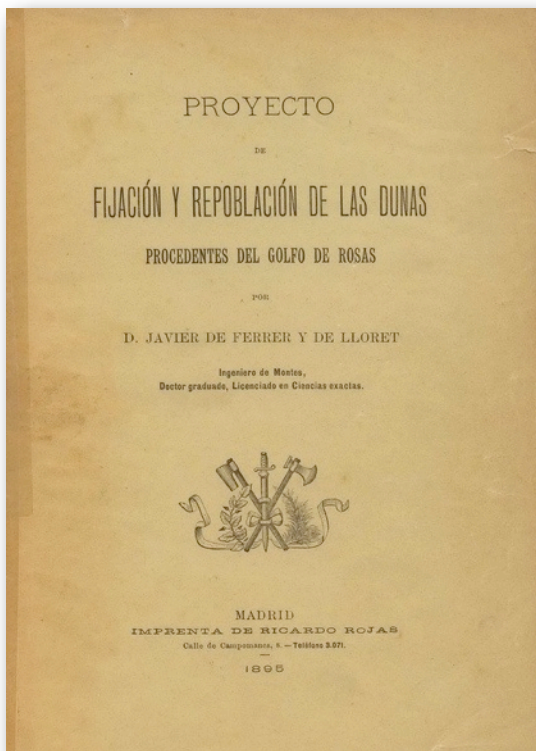 PROYECTO
DE
FIJACIÓN Y REPOBLACIÓN DE LAS DUNAS
PROCEDENTES DEL GOLFO DE ROSAS
POR
D. JAVIER DE FERRER Y DE LLORET
Ingeniero de Montes,
Doctor graduado, Licenciado en Ciencias exactas.
MADRID
IMPRENTA DE RICARDO ROJAS
Calle de Campomanes, 8. — Teléfono 3.071.
1895